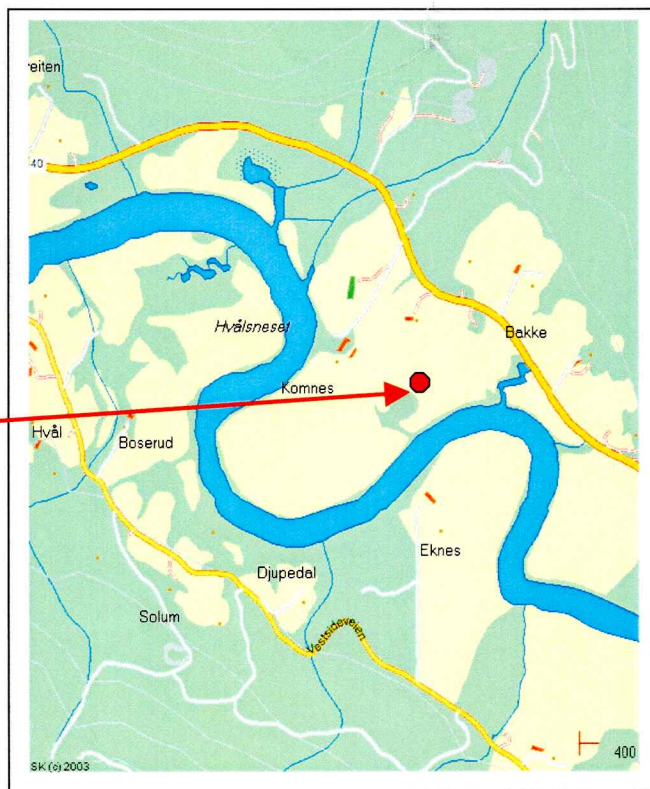 reiten
40
Hvålsneset
Bakke
Komnes
Hvål
Boserud
Eknes
Djupedal
Solum
Vestsideveien
400
SK (c) 2003